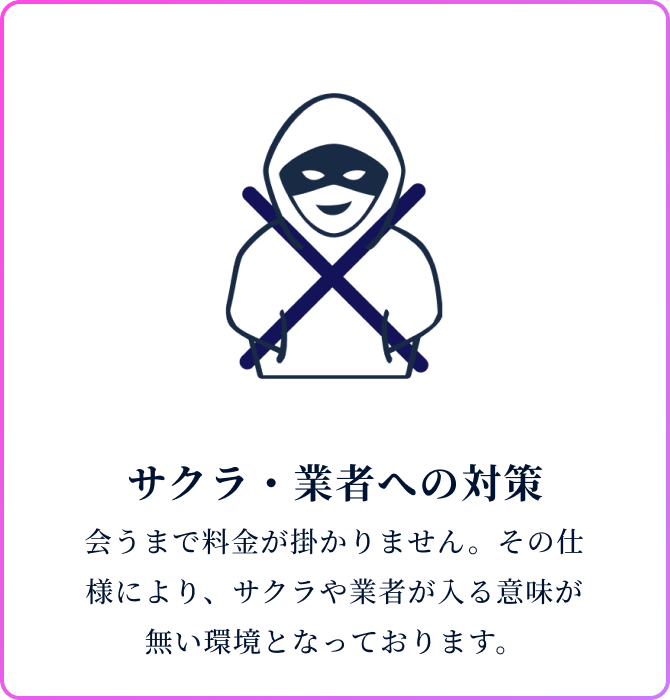 サクラ・業者への対策
会うまで料金が掛かりません。その仕
様により、サクラや業者が入る意味が
無い環境となっております。